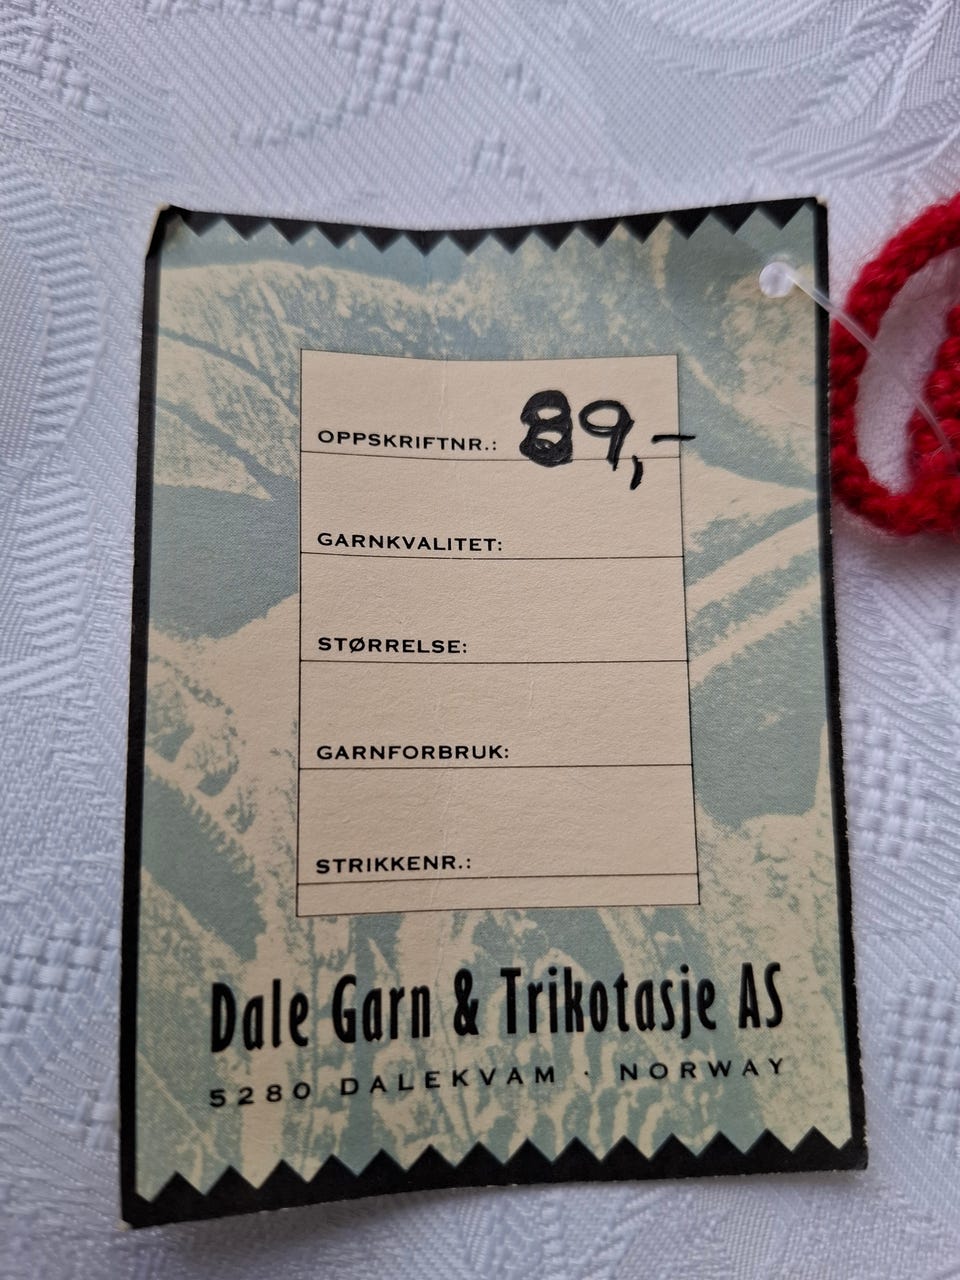 OPPSKRIFTNR.: 89,-
GARNKVALITET:
STØRRELSE:
GARNFORBRUK:
STRIKKENR.:
Dale Garn & Trikotasje AS
5280 DALEKVAM · NORWAY